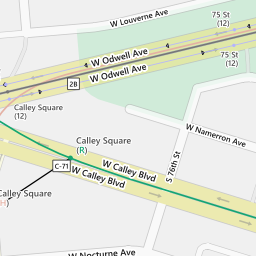 W Louverne Ave
75 St
(12)
W Odwell Ave
W Odwell Ave
75 St
(12)
28
Calley Square
(12)
W Namerron Ave
Calley Square
(R)
C-71
W Calley Blvd
W Calley Blvd
S 76th St
Calley Square
H)
W Nocturne Ave